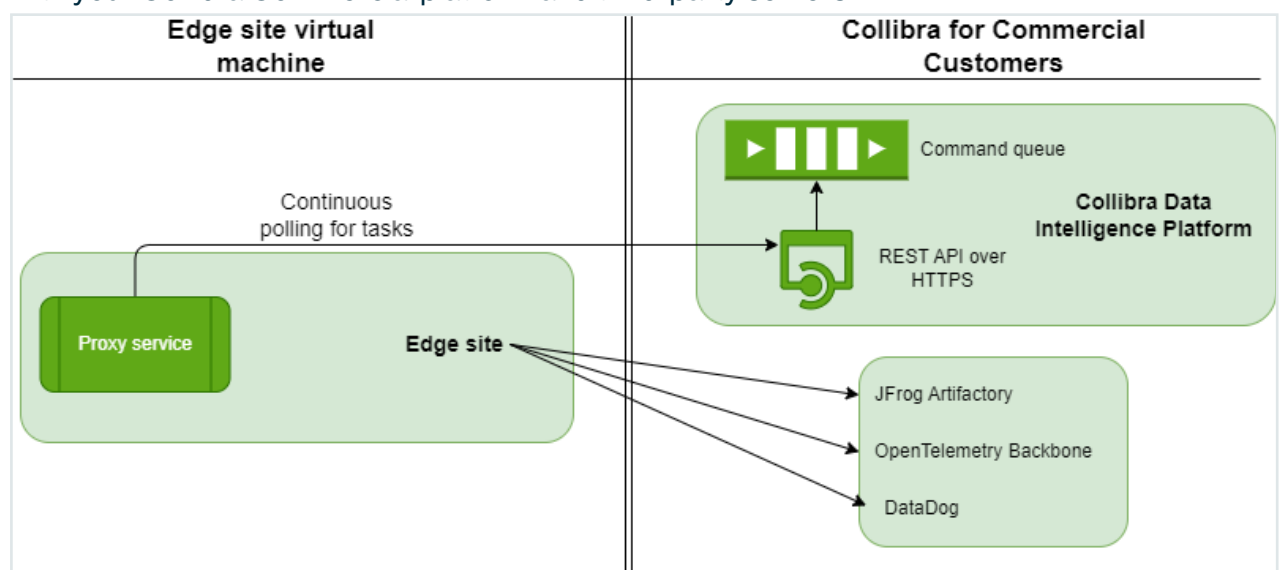 Edge site virtual
machine
Collibra for Commercial
Customers
Command queue
Continuous
polling for tasks
Collibra Data
Intelligence Platform
REST API over
HTTPS
Proxy service
Edge site
JFrog Artifactory
OpenTelemetry Backbone
DataDog